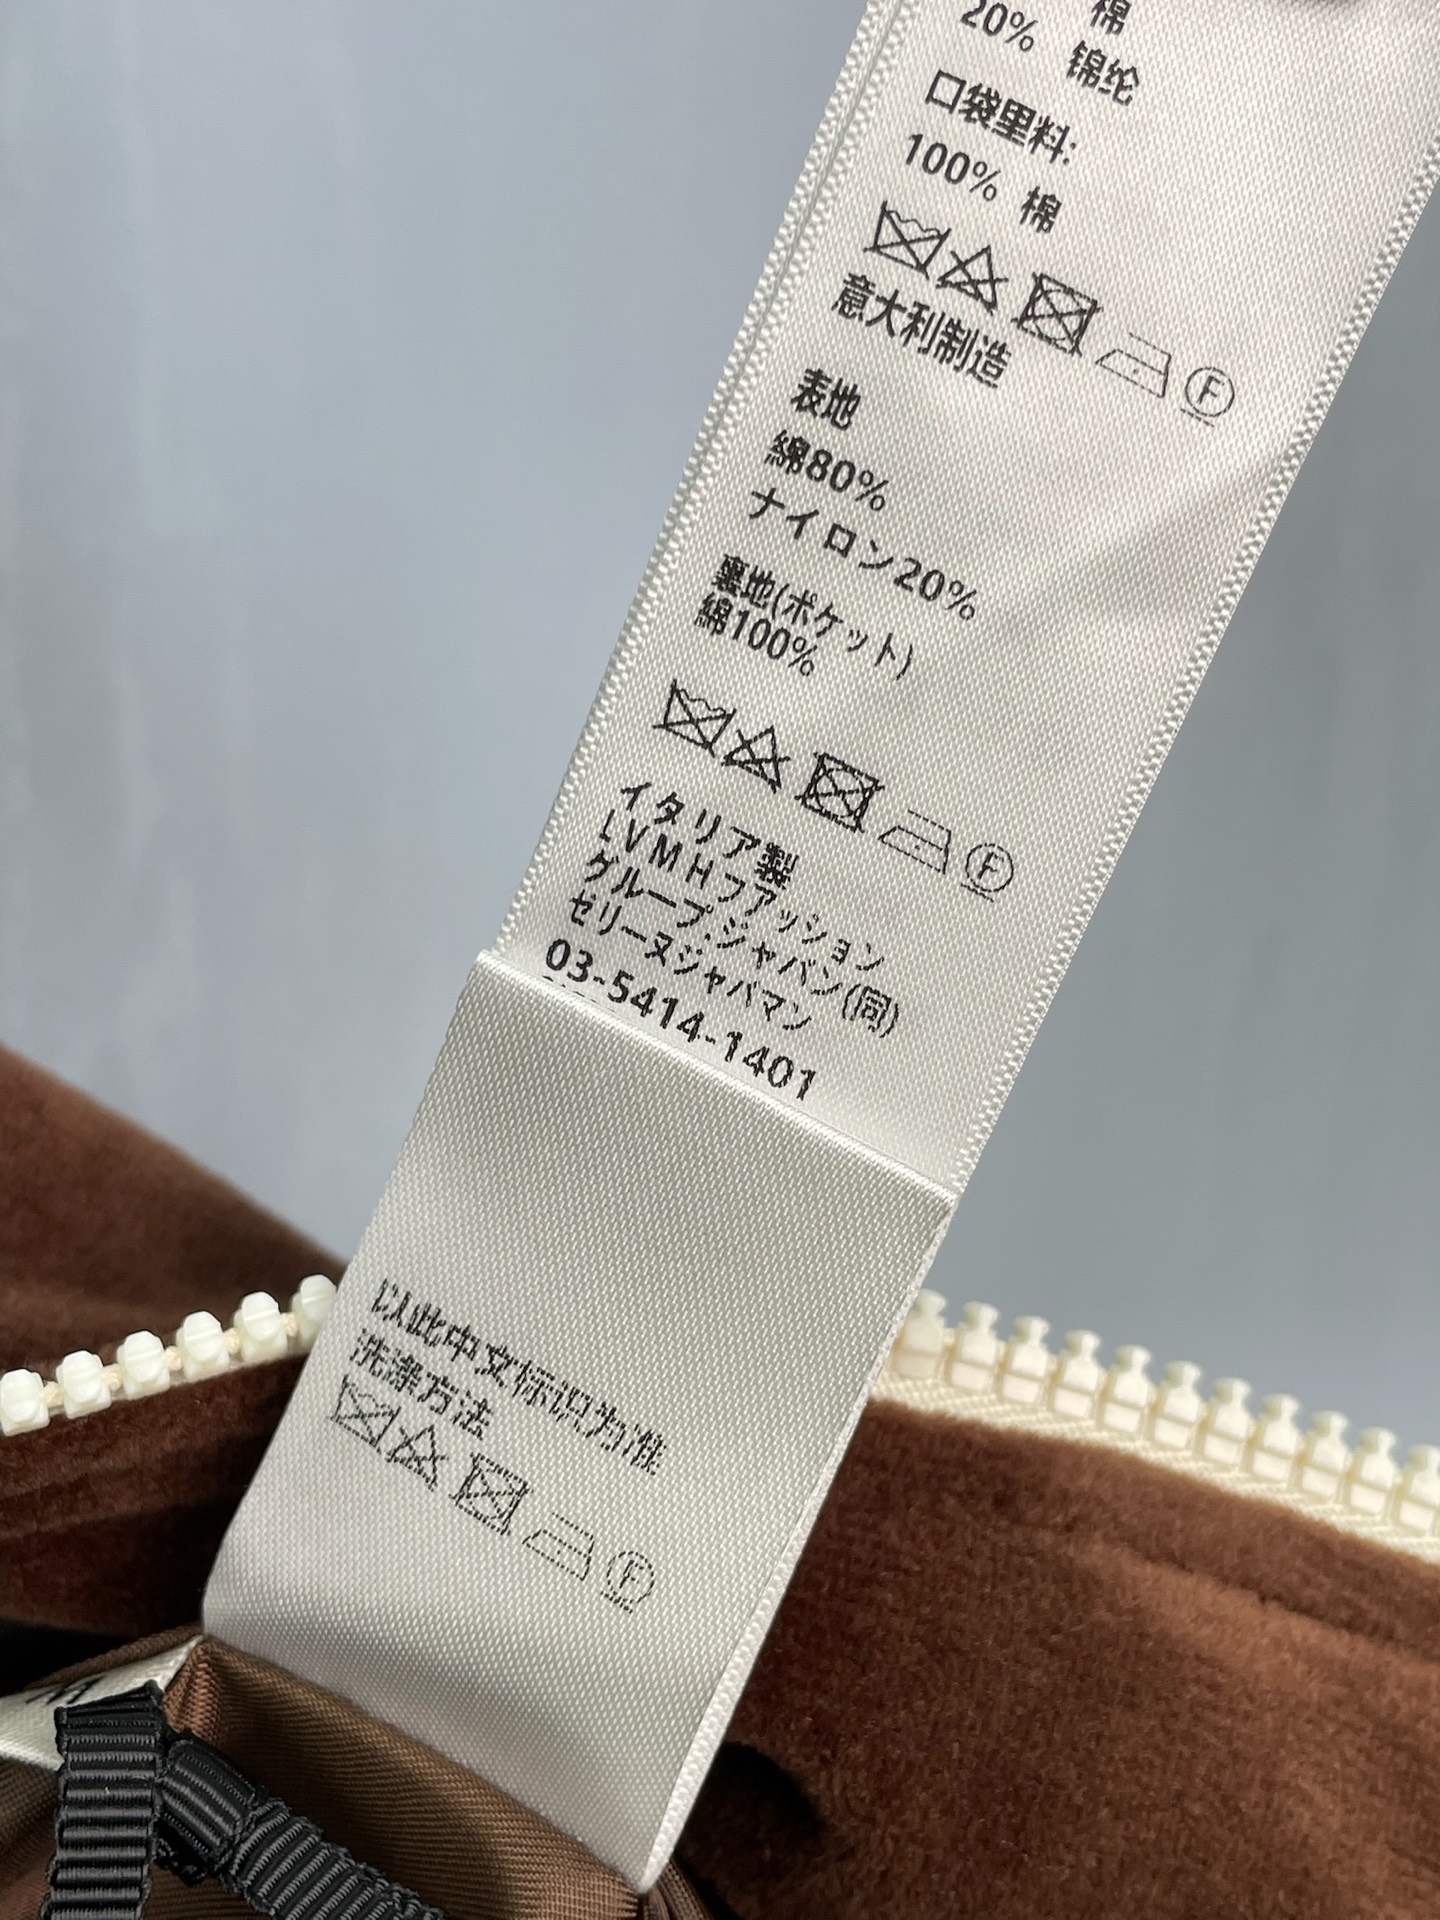 棉
20% 锦纶
口袋里料:
100% 棉
F
意大利制造
表地
綿80%
ナイロン20%
裏地(ポケット)
綿100%
F
イタリア製
LVMHファッション
グループ・ジャパン(同)
ゼリーヌジャパマン
03-5414-1401
以此中文标识为准
洗涤方法
F